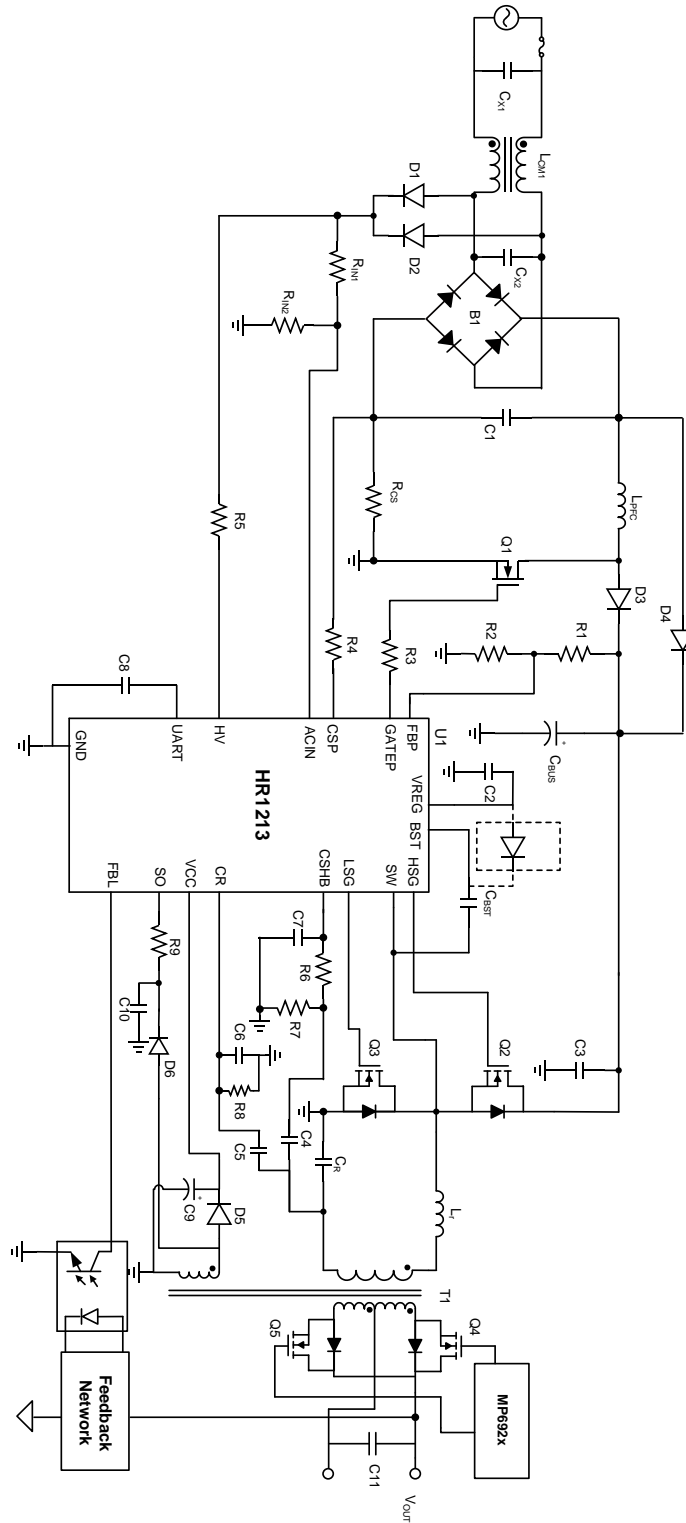 CX1
LCM1
D1
D2
CX2
RIN1
RIN2
B1
C1
RCS
LPFC
R5
Q1
D3
D4
R4
R3
R2
R1
C8
CBUS
U1
C2
CBST
UART
HV
ACIN
CSP
GATEP
FBP
GND
VREG
BST
HR1213
FBL
SO
VCC
CR
CSHB
LSG
SW
HSG
R9
C10
D6
C7
R6
R7
C6
R8
C5
C4
CR
Q3
Q2
C3
C9
D5
Lr
T1
Q5
Q4
MP692x
Feedback
Network
C11
VOUT